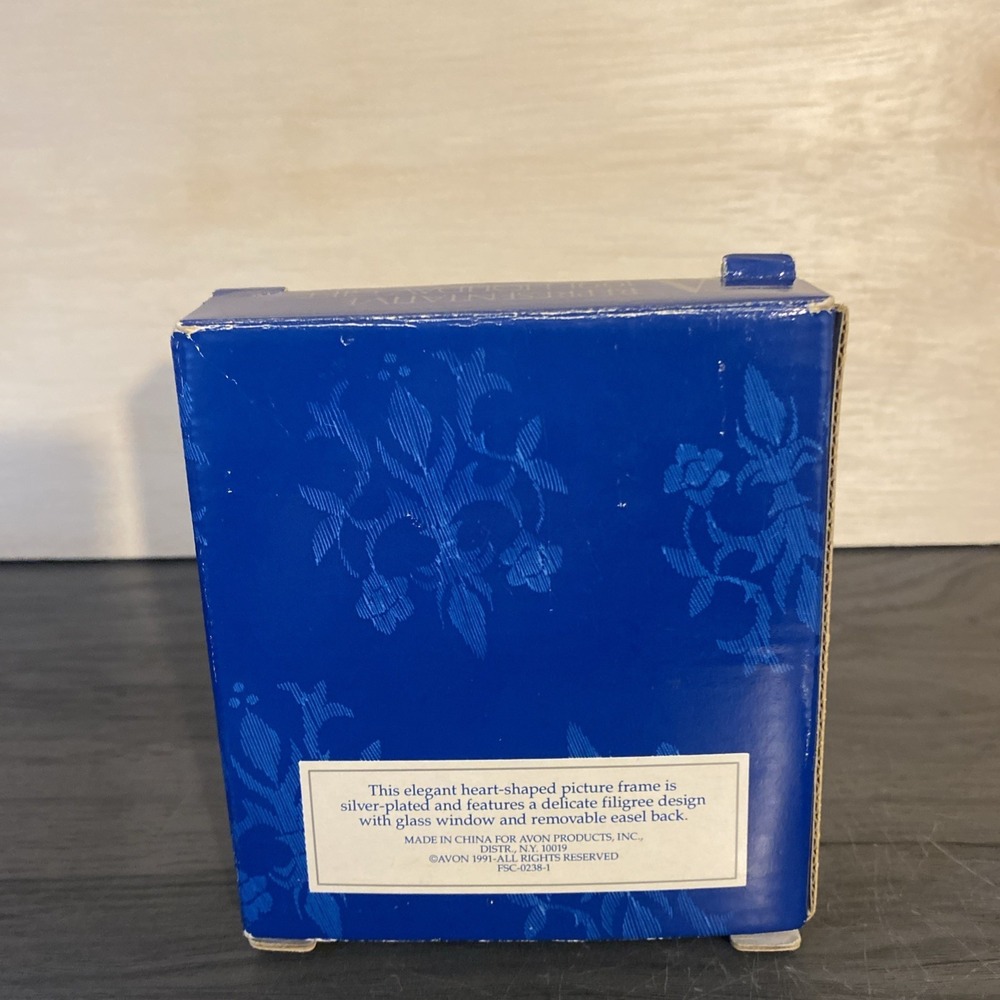 This elegant heart-shaped picture frame is
silver-plated and features a delicate filigree design
with glass window and removable easel back.
MADE IN CHINA FOR AVON PRODUCTS, INC.,
DISTR., N.Y. 10019
©AVON 1991-ALL RIGHTS RESERVED
FSC-0238-1